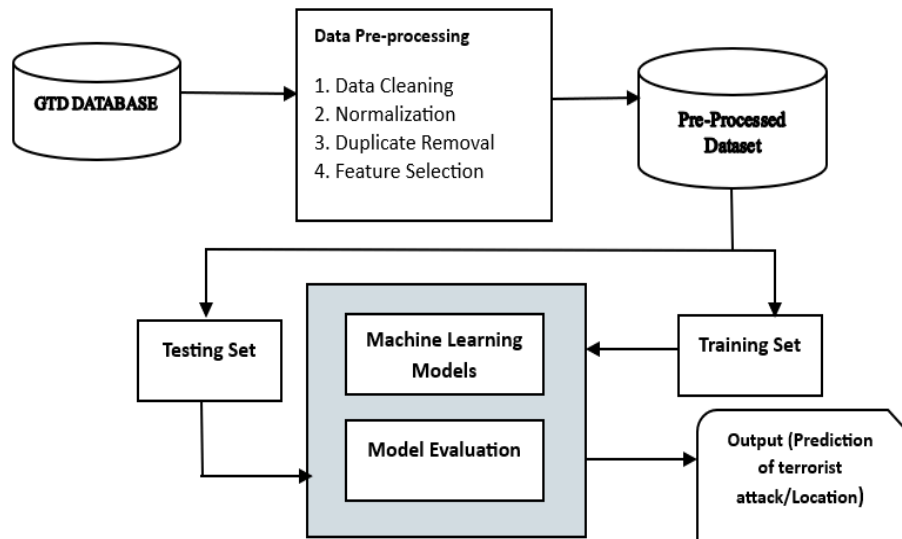 GTD DATABASE
Data Pre-processing
1. Data Cleaning
2. Normalization
3. Duplicate Removal
4. Feature Selection
Pre-Processed
Dataset
Testing Set
Machine Learning
Models
Training Set
Model Evaluation
Output (Prediction
of terrorist
attack/Location)